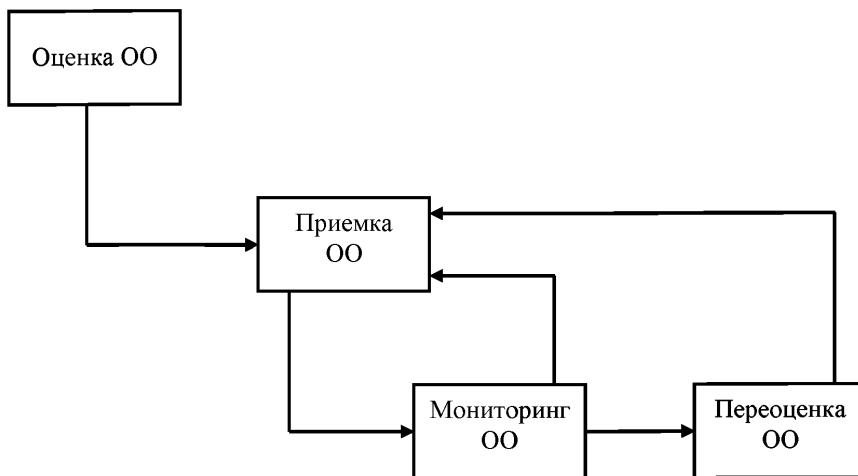 Оценка ОО
Приемка
ОО
Мониторинг
ОО
Переоценка
ОО